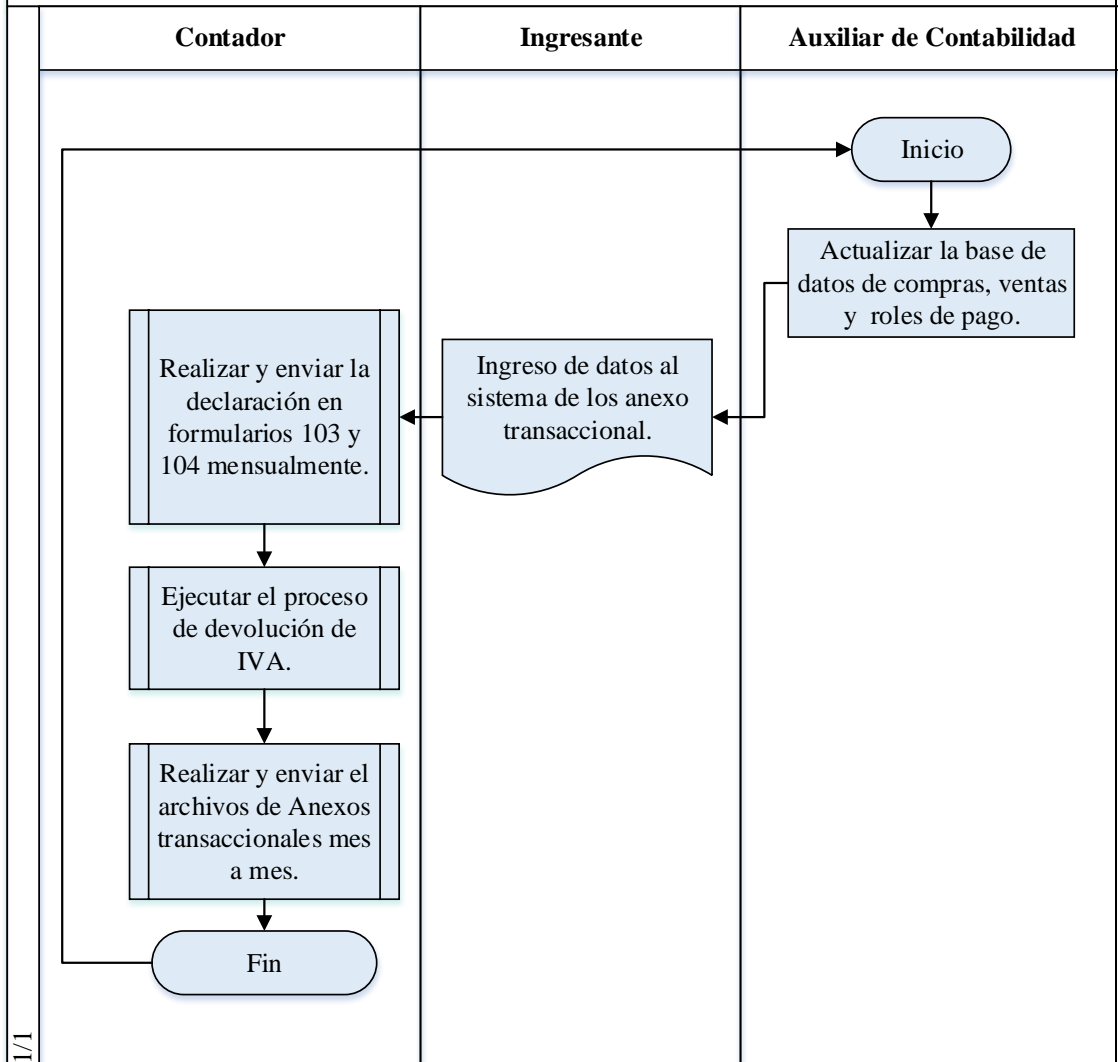 Contador
Ingresante
Auxiliar de Contabilidad
Inicio
Actualizar la base de
datos de compras, ventas
y roles de pago.
Ingreso de datos al
sistema de los anexo
transaccional.
Realizar y enviar la
declaración en
formularios 103 y
104 mensualmente.
Ejecutar el proceso
de devolución de
IVA.
Realizar y enviar el
archivos de Anexos
transaccionales mes
a mes.
Fin
1/1